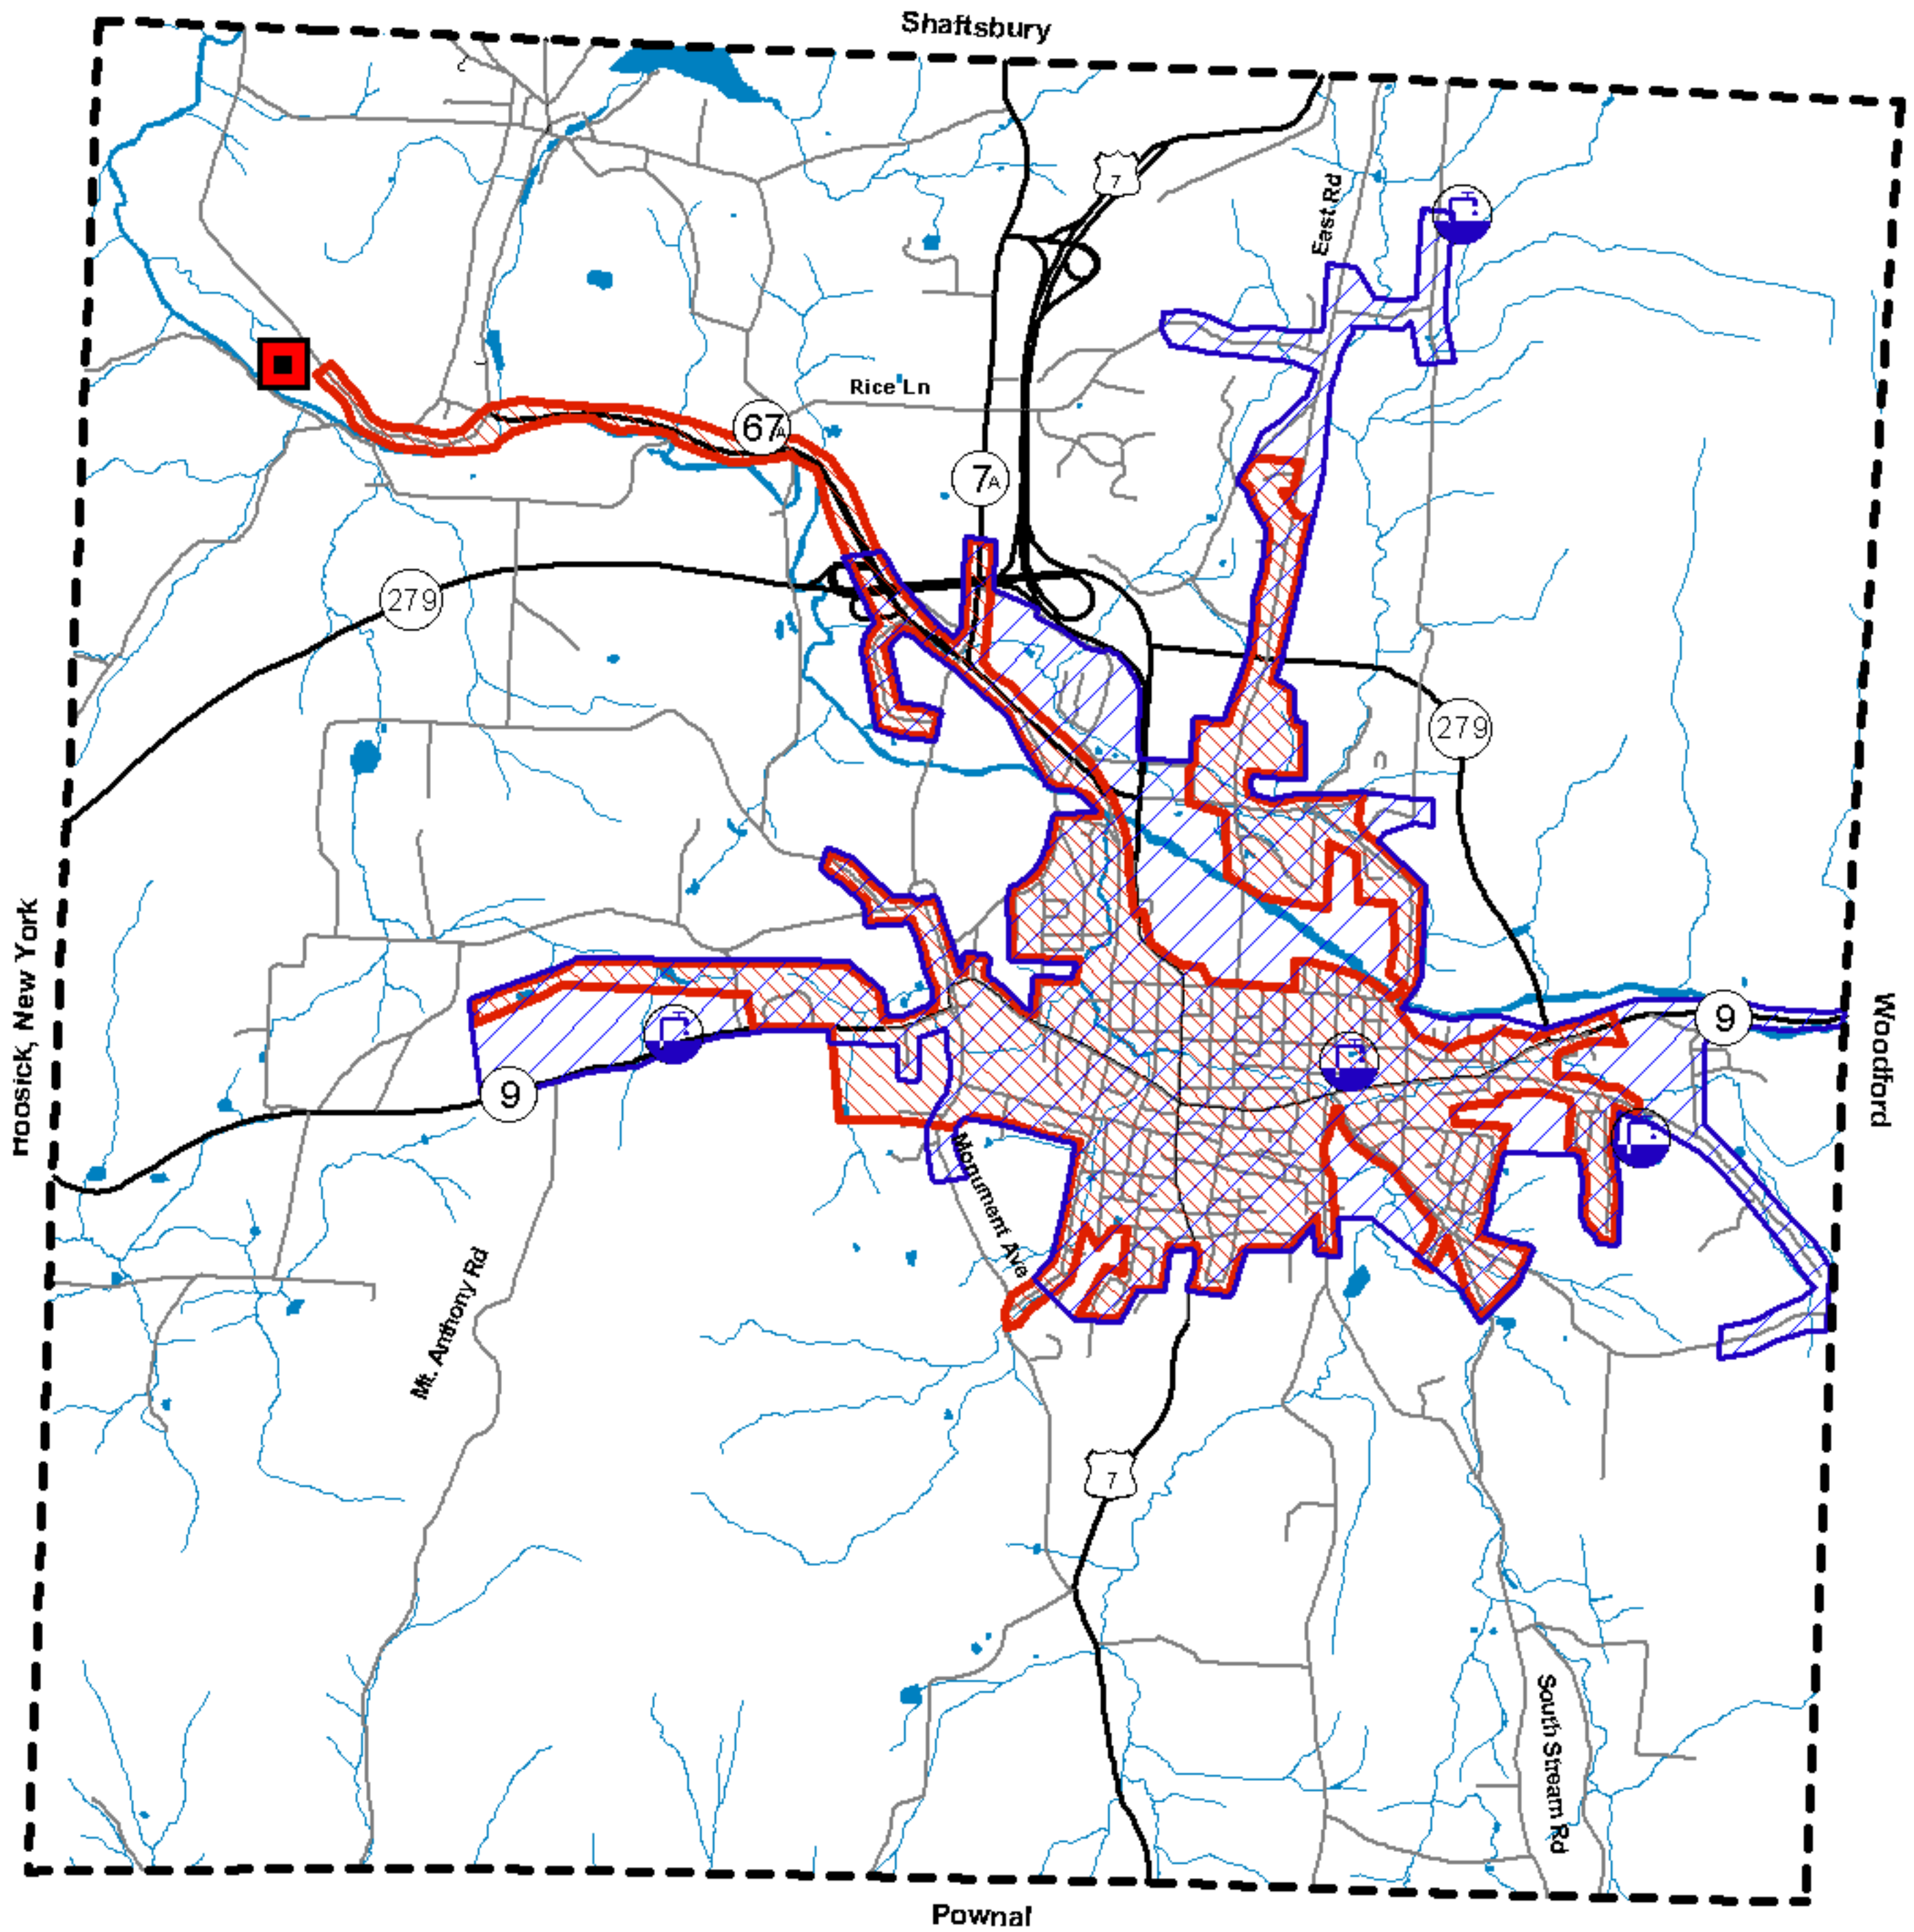 Shaftsbury
7
East Rd
Rice Ln
67A
7A
279
279
Hoosick, New York
9
Woodford
9
Monument Ave
Mt. Anthony Rd
7
South Stream Rd
Pownal